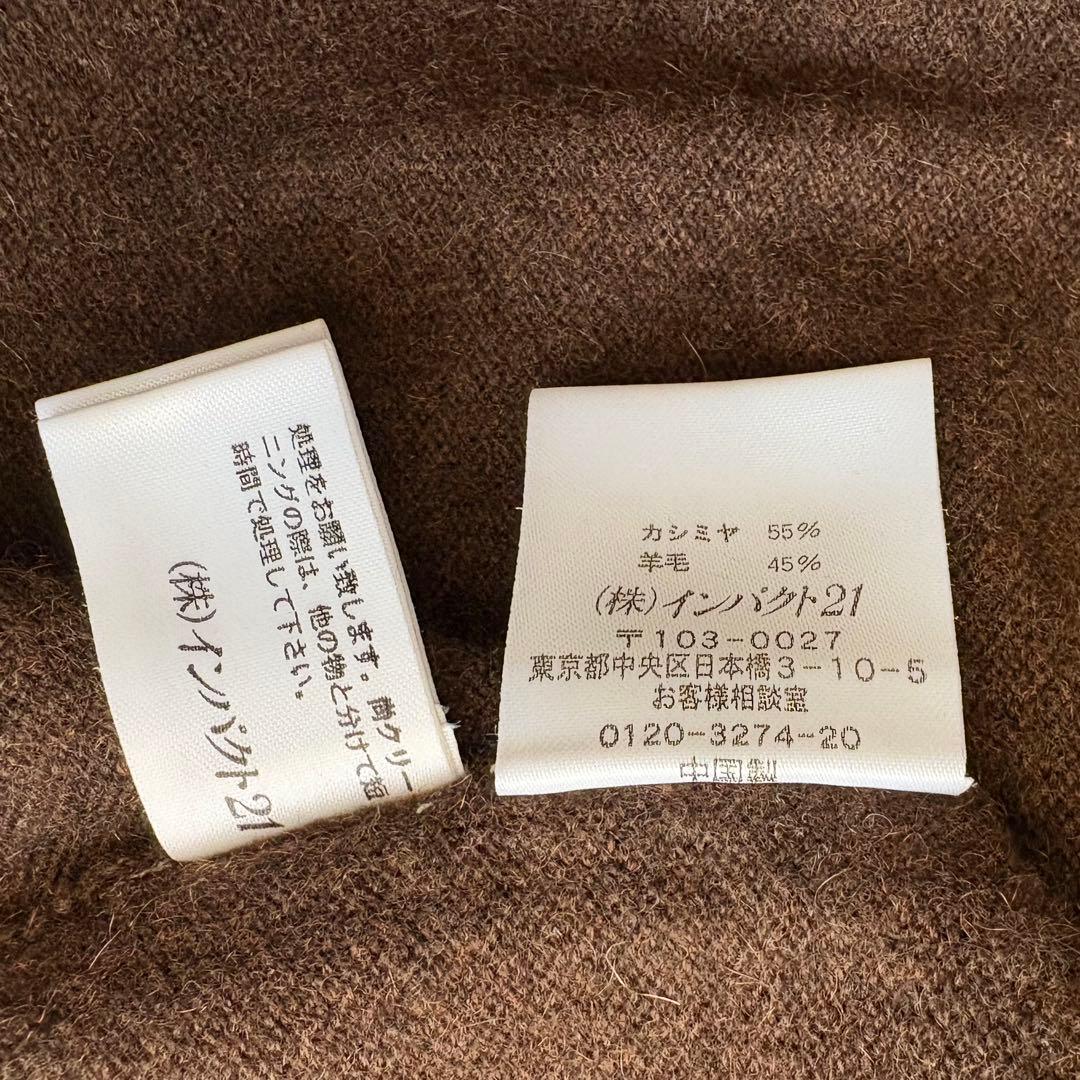 処理をお願い致します。尚クリー
ニングの際は、他の物と分けて短
時間で処理して下さい。
(株)インパクト21
カシミヤ 55%
羊毛 45%
(株)インパクト21
〒103-0027
東京都中央区日本橋3-10-5
お客様相談室
0120-3274-20
中国製